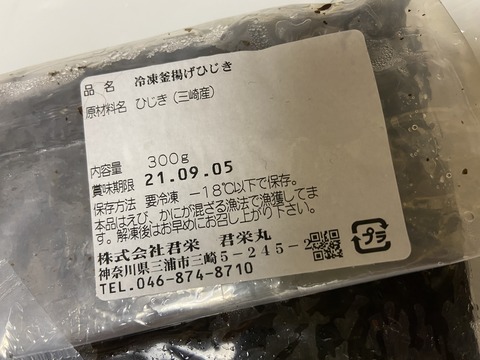 品 名 冷凍釜揚げひじき
原材料名 ひじき（三崎産）
内容量 300g
賞味期限 21.09.05
保存方法 要冷凍 －18℃以下で保存。
本品はえび、かにが混ざる漁法で漁獲してま
す。解凍後はお早めにお召し上がり下さい。
株式会社君栄 君栄丸
神奈川県三浦市三崎５－２４５－２
TEL.046-874-8710
プラ